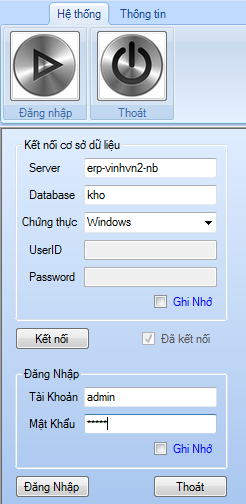 Hệ thống Thông tin
Đăng nhập Thoát
Kết nối cơ sở dữ liệu
Server erp-vinhvn2-nb
Database kho
Chứng thực Windows
UserID
Password
Ghi Nhớ
Kết nối Đã kết nối
Đăng Nhập
Tài Khoản admin
Mật Khẩu *****
Ghi Nhớ
Đăng Nhập Thoát